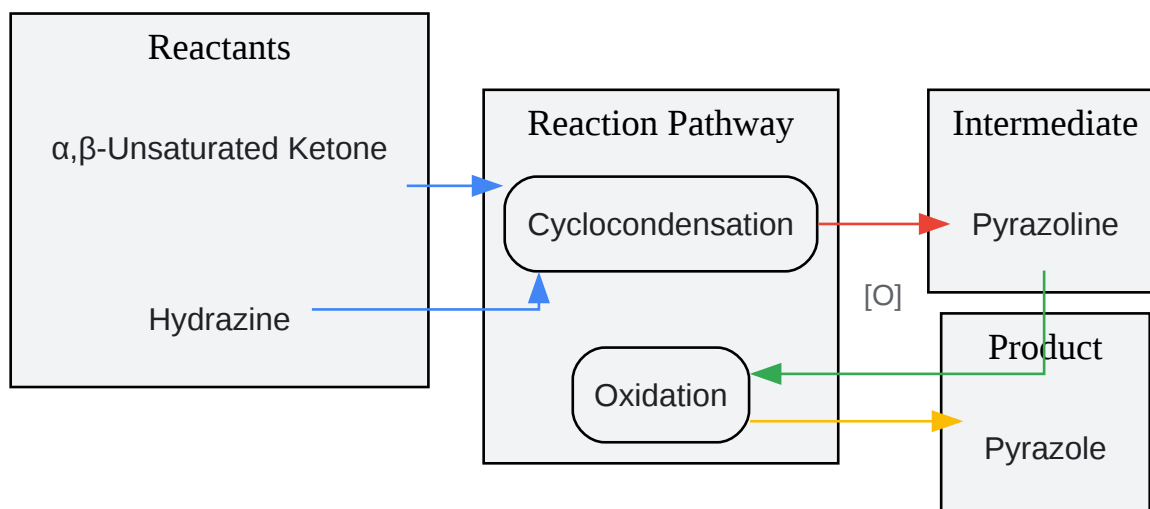 Reactants
α,β-Unsaturated Ketone
Hydrazine
Reaction Pathway
Cyclocondensation
Oxidation
[O]
Intermediate
Pyrazoline
Product
Pyrazole